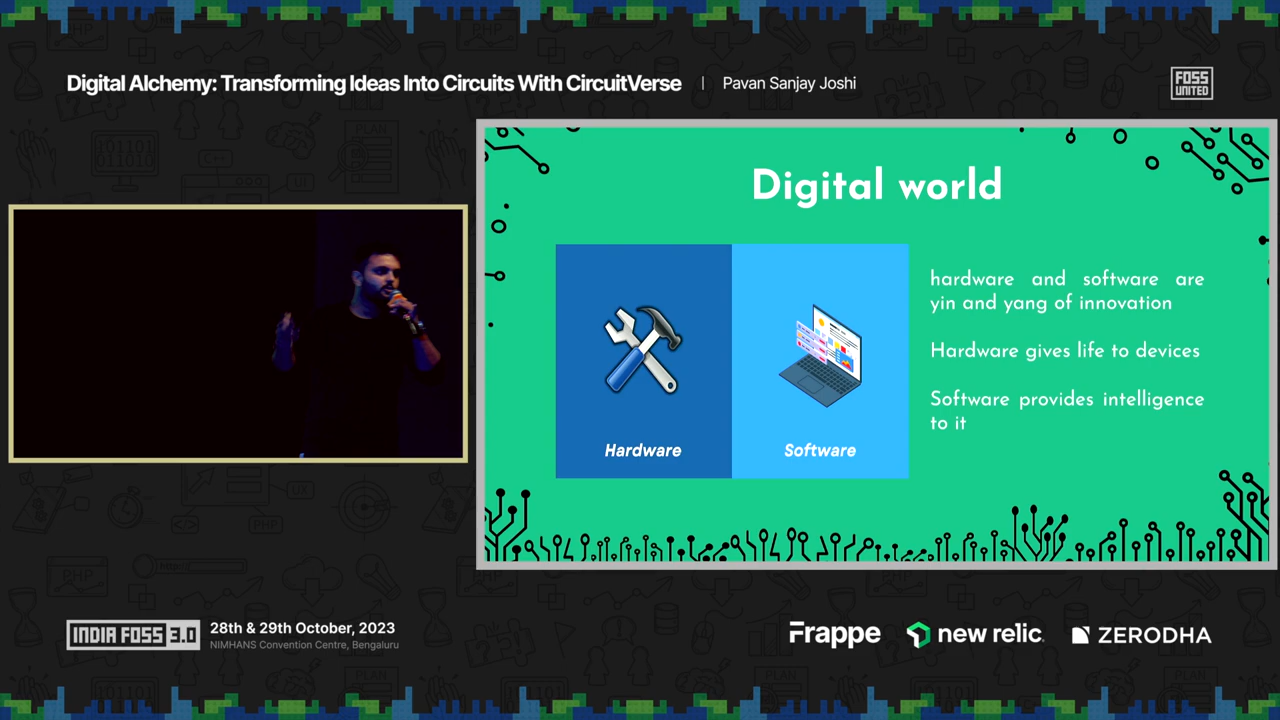 Digital Alchemy: Transforming Ideas Into Circuits With CircuitVerse | Pavan Sanjay Joshi
FOSS
UNITED
Digital world
hardware and software are
yin and yang of innovation
Hardware gives life to devices
Software provides intelligence
to it
Hardware
Software
INDIA FOSS 3.0
28th & 29th October, 2023
NIMHANS Convention Centre, Bengaluru
Frappe
new relic
ZERODHA